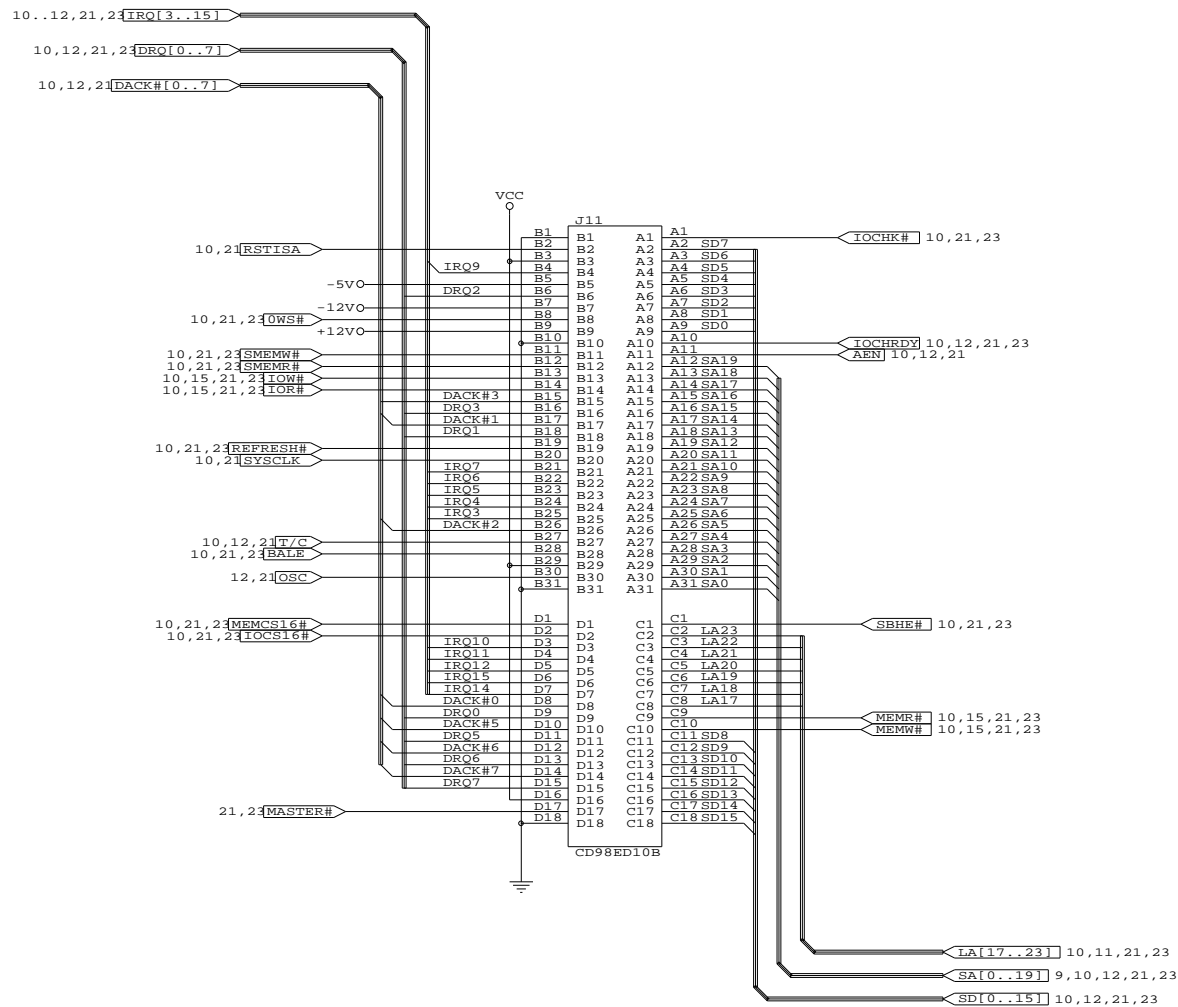 10..12,21,23 IRQ[3..15]
10,12,21,23 DRQ[0..7]
10,12,21 DACK#[0..7]
VCC
J11
B1 B1 A1 A1 IOCHK# 10,21,23
10,21 RSTISA B2 B2 A2 A2 SD7
B3 B3 A3 A3 SD6
IRQ9 B4 B4 A4 A4 SD5
-5V B5 B5 A5 A5 SD4
DRQ2 B6 B6 A6 A6 SD3
-12V B7 B7 A7 A7 SD2
10,21,23 0WS# B8 B8 A8 A8 SD1
+12V B9 B9 A9 A9 SD0
B10 B10 A10 A10 IOCHRDY 10,12,21,23
10,21,23 SMEMW# B11 B11 A11 A11 AEN 10,12,21
10,21,23 SMEMR# B12 B12 A12 A12 SA19
10,15,21,23 IOW# B13 B13 A13 A13 SA18
10,15,21,23 IOR# B14 B14 A14 A14 SA17
DACK#3 B15 B15 A15 A15 SA16
DRQ3 B16 B16 A16 A16 SA15
DACK#1 B17 B17 A17 A17 SA14
DRQ1 B18 B18 A18 A18 SA13
10,21,23 REFRESH# B19 B19 A19 A19 SA12
10,21 SYSCLK B20 B20 A20 A20 SA11
IRQ7 B21 B21 A21 A21 SA10
IRQ6 B22 B22 A22 A22 SA9
IRQ5 B23 B23 A23 A23 SA8
IRQ4 B24 B24 A24 A24 SA7
IRQ3 B25 B25 A25 A25 SA6
DACK#2 B26 B26 A26 A26 SA5
10,12,21 T/C B27 B27 A27 A27 SA4
10,21,23 BALE B28 B28 A28 A28 SA3
B29 B29 A29 A29 SA2
12,21 OSC B30 B30 A30 A30 SA1
B31 B31 A31 A31 SA0
10,21,23 MEMCS16# D1 D1 C1 C1 SBHE# 10,21,23
10,21,23 IOCS16# D2 D2 C2 C2 LA23
IRQ10 D3 D3 C3 C3 LA22
IRQ11 D4 D4 C4 C4 LA21
IRQ12 D5 D5 C5 C5 LA20
IRQ15 D6 D6 C6 C6 LA19
IRQ14 D7 D7 C7 C7 LA18
DACK#0 D8 D8 C8 C8 LA17
DRQ0 D9 D9 C9 C9 MEMR# 10,15,21,23
DACK#5 D10 D10 C10 C10 MEMW# 10,15,21,23
DRQ5 D11 D11 C11 C11 SD8
DACK#6 D12 D12 C12 C12 SD9
DRQ6 D13 D13 C13 C13 SD10
DACK#7 D14 D14 C14 C14 SD11
DRQ7 D15 D15 C15 C15 SD12
D16 D16 C16 C16 SD13
21,23 MASTER# D17 D17 C17 C17 SD14
D18 D18 C18 C18 SD15
CD98ED10B
LA[17..23] 10,11,21,23
SA[0..19] 9,10,12,21,23
SD[0..15] 10,12,21,23